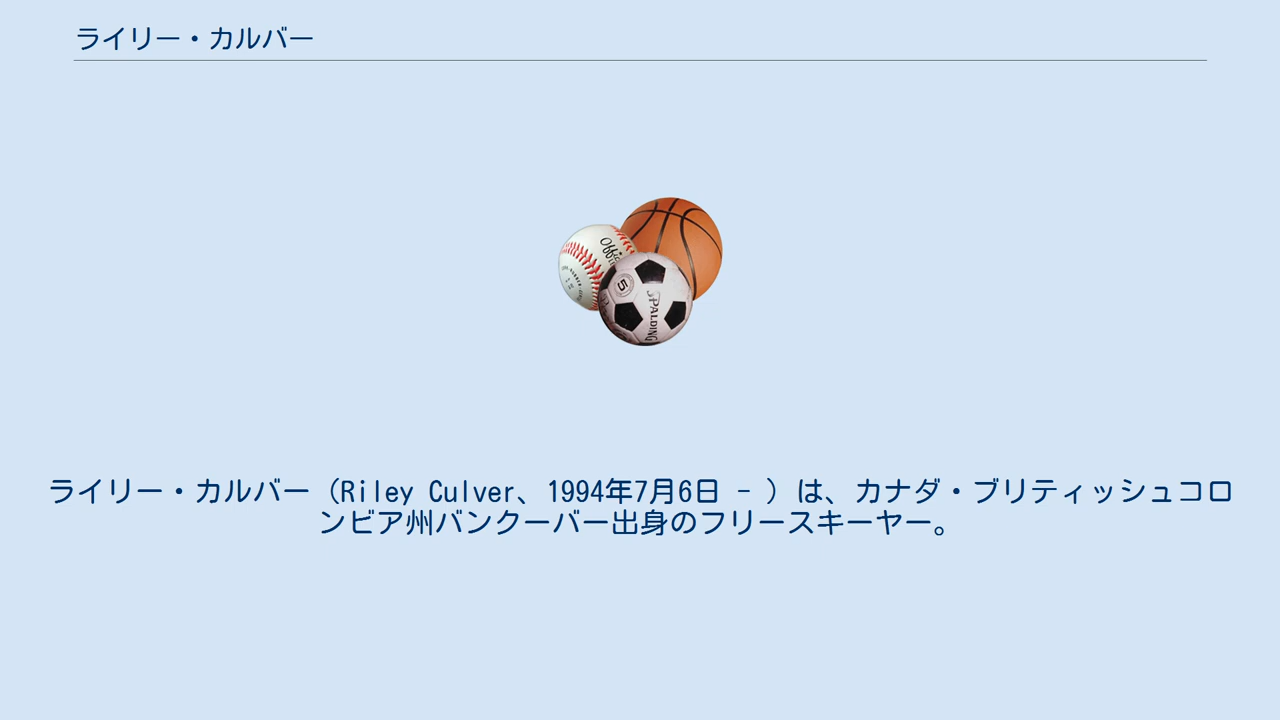 ライリー・カルバー
Offici
5
SPALDING
ライリー・カルバー（Riley Culver、1994年7月6日 - ）は、カナダ・ブリティッシュコロ
ンビア州バンクーバー出身のフリースキーヤー。